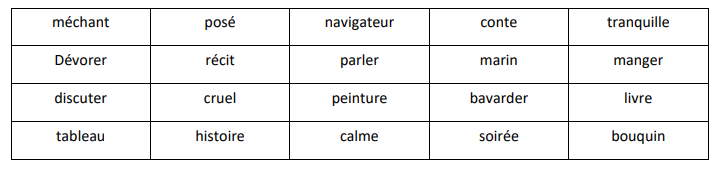 méchant posé navigateur conte tranquille
Dévorer récit parler marin manger
discuter cruel peinture bavarder livre
tableau histoire calme soirée bouquin